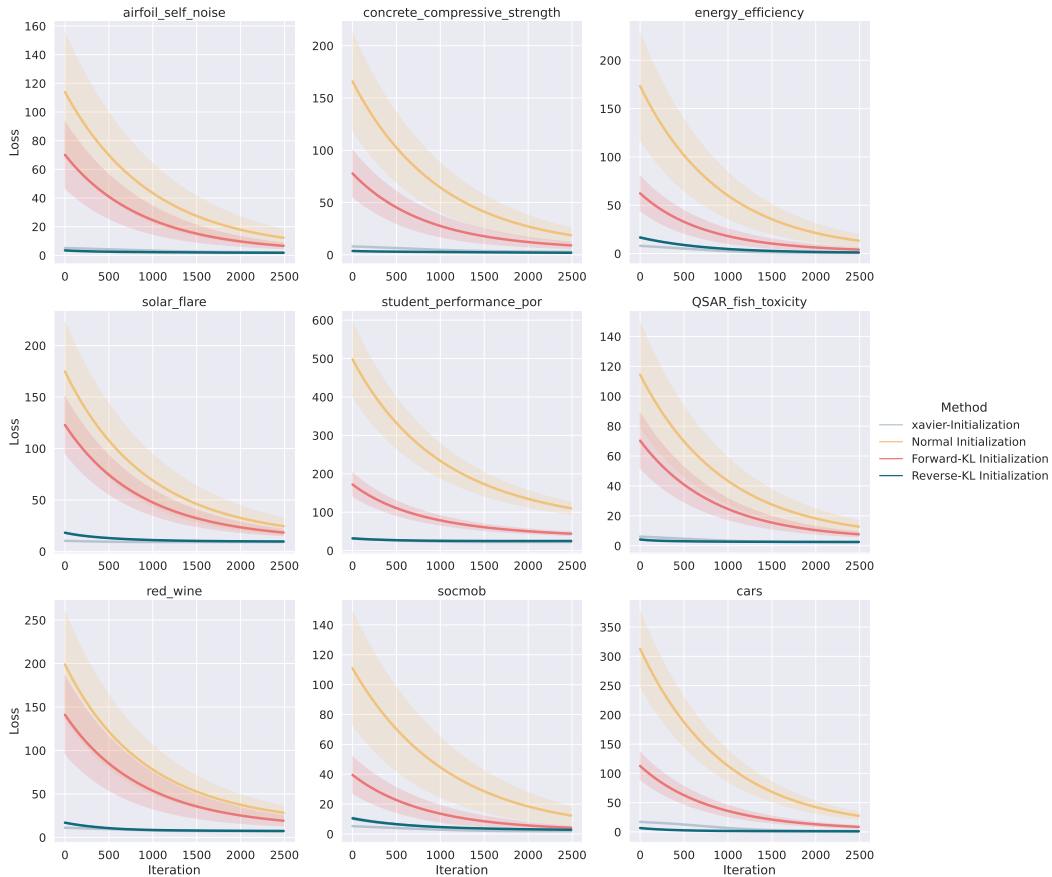 airfoil_self_noise
concrete_compressive_strength
energy_efficiency
160
140
120
100
80
60
40
20
0
Loss
0 500 1000 1500 2000 2500
200
150
100
50
0
0 500 1000 1500 2000 2500
200
150
100
50
0
0 500 1000 1500 2000 2500
solar_flare
student_performance_por
QSAR_fish_toxicity
200
150
100
50
0
Loss
0 500 1000 1500 2000 2500
600
500
400
300
200
100
0
0 500 1000 1500 2000 2500
140
120
100
80
60
40
20
0
0 500 1000 1500 2000 2500
Method
xavier-Initialization
Normal Initialization
Forward-KL Initialization
Reverse-KL Initialization
red_wine
socmob
cars
250
200
150
100
50
0
Loss
0 500 1000 1500 2000 2500
Iteration
140
120
100
80
60
40
20
0
0 500 1000 1500 2000 2500
Iteration
350
300
250
200
150
100
50
0
0 500 1000 1500 2000 2500
Iteration